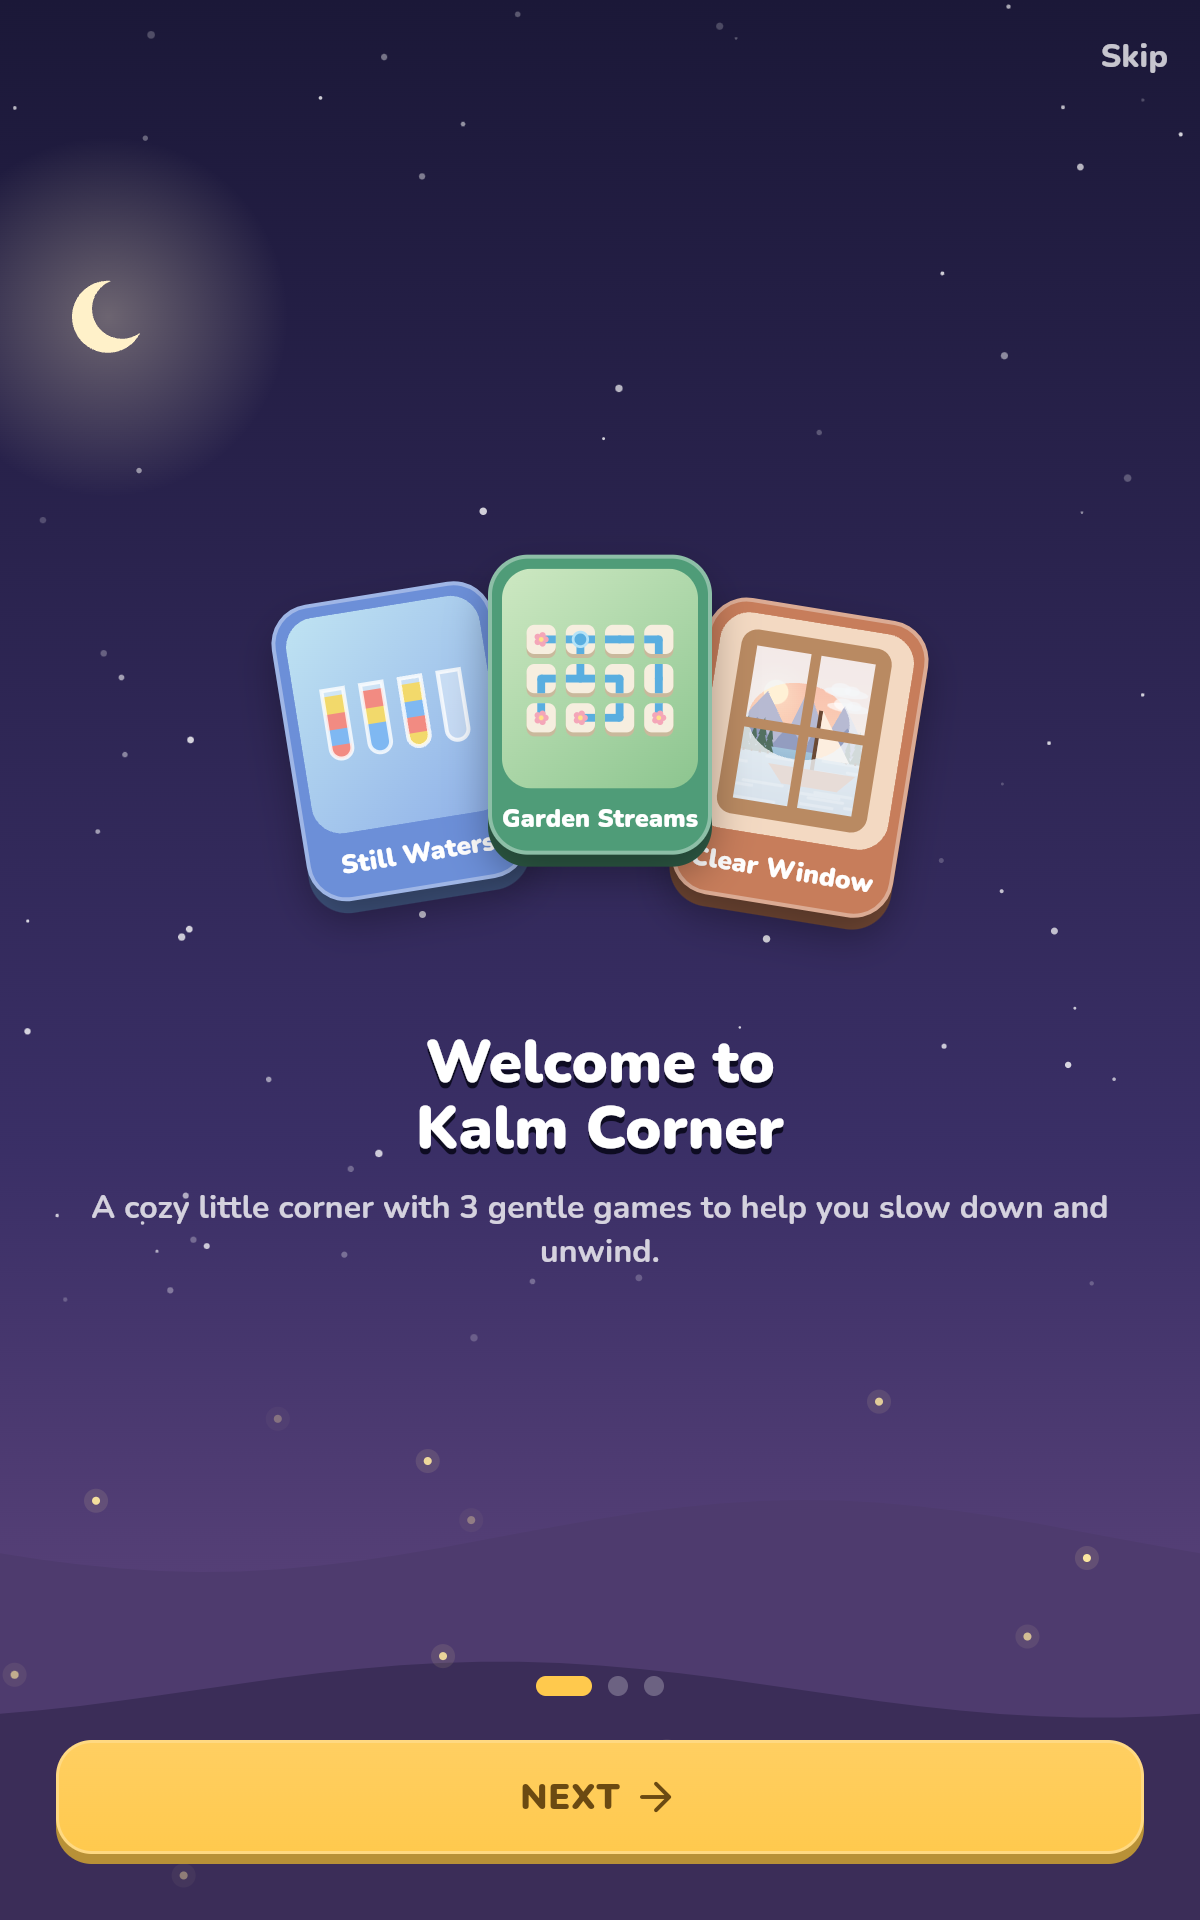 Skip
Still Waters
Garden Streams
Clear Window
Welcome to
Kalm Corner
A cozy little corner with 3 gentle games to help you slow down and
unwind.
NEXT